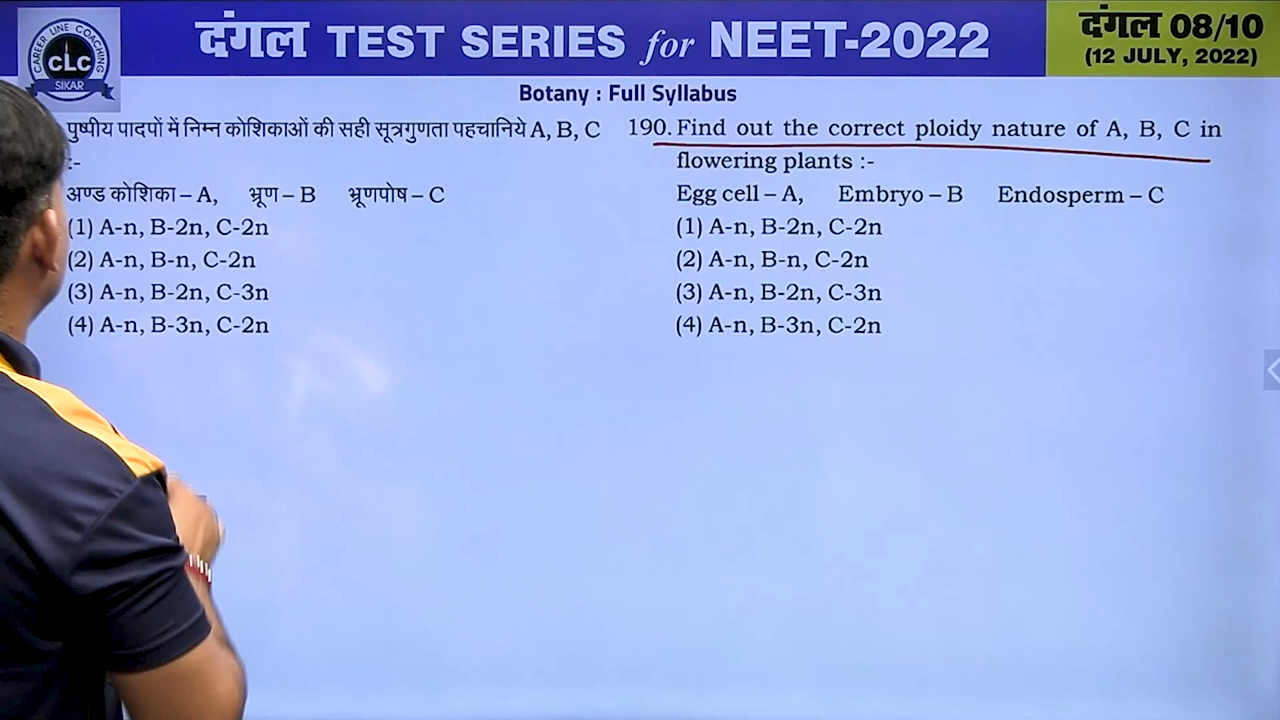 CAREER LINE COACHING
CLC
SIKAR
दंगल TEST SERIES for NEET-2022
दंगल 08/10
(12 JULY, 2022)
Botany : Full Syllabus
पुष्पीय पादपों में निम्न कोशिकाओं की सही सूत्रगुणता पहचानिये A, B, C
:-
अण्ड कोशिका – A, भ्रूण – B भ्रूणपोष – C
(1) A-n, B-2n, C-2n
(2) A-n, B-n, C-2n
(3) A-n, B-2n, C-3n
(4) A-n, B-3n, C-2n
190. Find out the correct ploidy nature of A, B, C in
flowering plants :-
Egg cell – A, Embryo – B Endosperm – C
(1) A-n, B-2n, C-2n
(2) A-n, B-n, C-2n
(3) A-n, B-2n, C-3n
(4) A-n, B-3n, C-2n